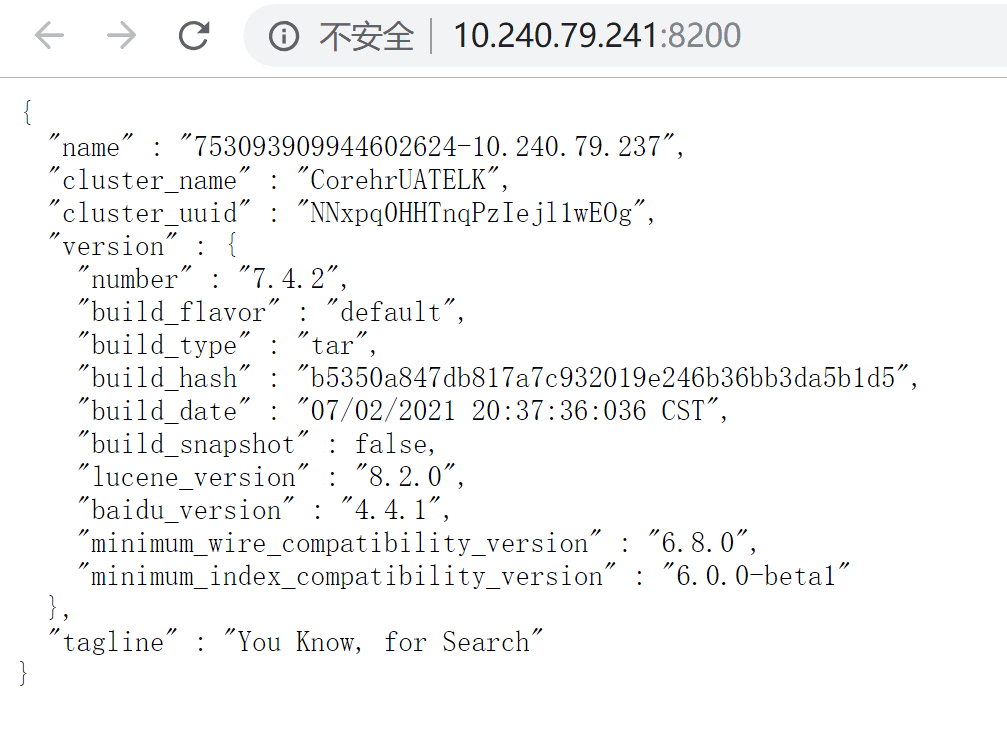 不安全 | 10.240.79.241:8200
{
  "name" : "753093909944602624-10.240.79.237",
  "cluster_name" : "CorehrUATELK",
  "cluster_uuid" : "NNxpq0HHTnqPzIejl1wEOg",
  "version" : {
    "number" : "7.4.2",
    "build_flavor" : "default",
    "build_type" : "tar",
    "build_hash" : "b5350a847db817a7c932019e246b36bb3da5b1d5",
    "build_date" : "07/02/2021 20:37:36:036 CST",
    "build_snapshot" : false,
    "lucene_version" : "8.2.0",
    "baidu_version" : "4.4.1",
    "minimum_wire_compatibility_version" : "6.8.0",
    "minimum_index_compatibility_version" : "6.0.0-beta1"
  },
  "tagline" : "You Know, for Search"
}